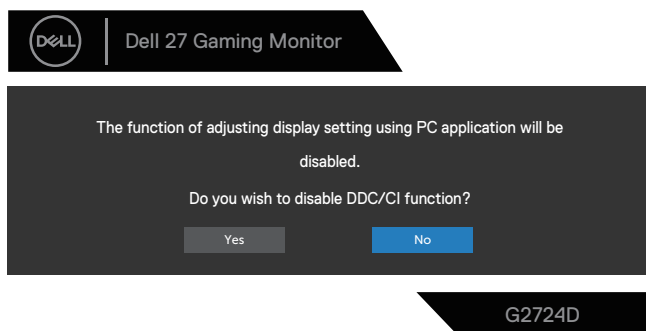 DELL
Dell 27 Gaming Monitor
The function of adjusting display setting using PC application will be
disabled.
Do you wish to disable DDC/CI function?
Yes
No
G2724D